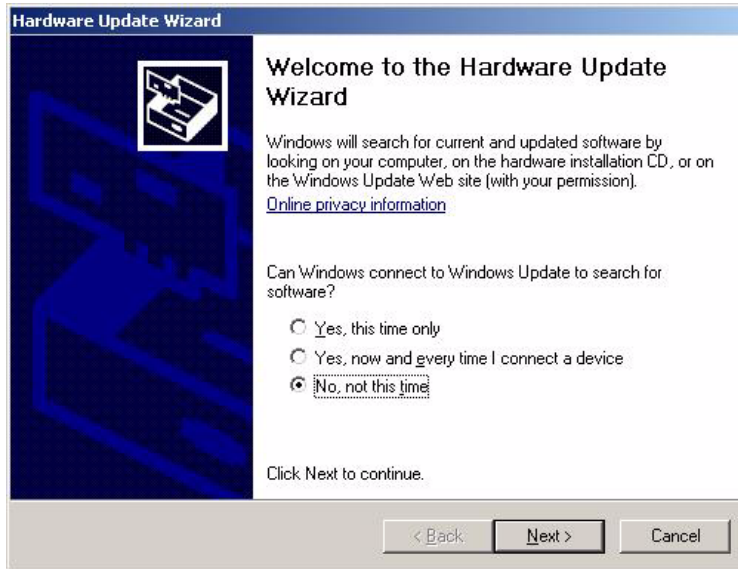 Hardware Update Wizard
Welcome to the Hardware Update
Wizard
Windows will search for current and updated software by
looking on your computer, on the hardware installation CD, or on
the Windows Update Web site (with your permission).
Online privacy information
Can Windows connect to Windows Update to search for
software?
Yes, this time only
Yes, now and every time I connect a device
No, not this time
Click Next to continue.
< Back
Next >
Cancel